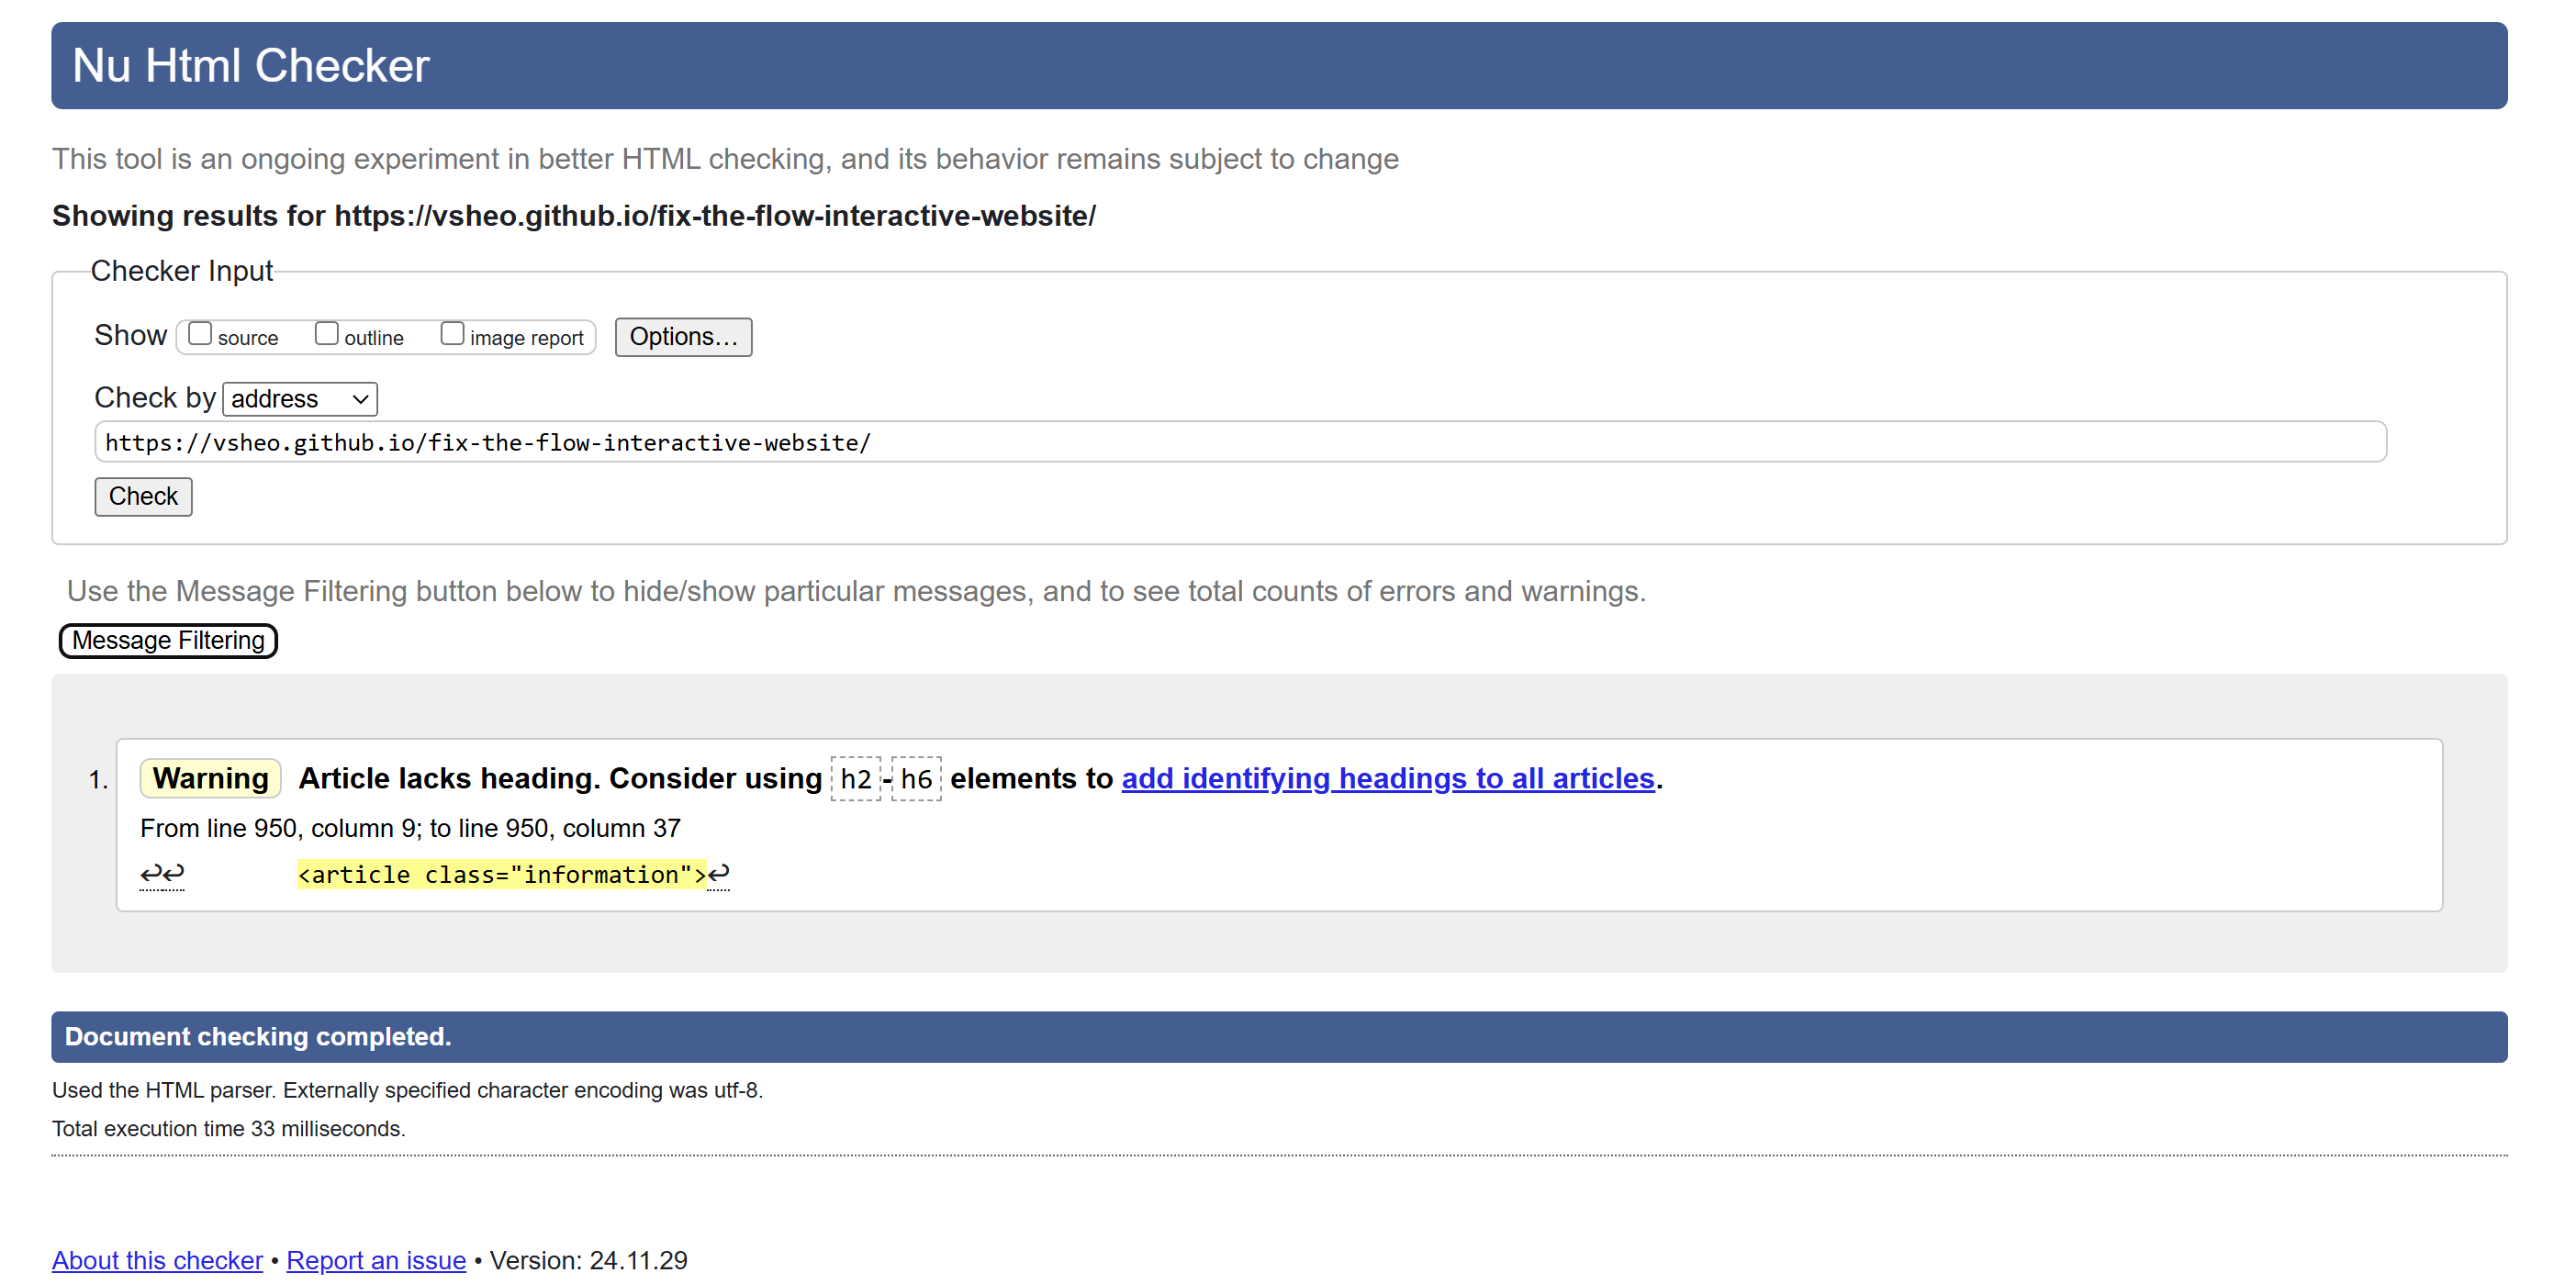 Nu Html Checker
This tool is an ongoing experiment in better HTML checking, and its behavior remains subject to change
Showing results for https://vsheo.github.io/fix-the-flow-interactive-website/
Checker Input
Show source outline image report Options...
Check by address
https://vsheo.github.io/fix-the-flow-interactive-website/
Check
Use the Message Filtering button below to hide/show particular messages, and to see total counts of errors and warnings.
Message Filtering
1. Warning Article lacks heading. Consider using h2-h6 elements to add identifying headings to all articles.
From line 950, column 9; to line 950, column 37
↩↩ <article class="information">↩
Document checking completed.
Used the HTML parser. Externally specified character encoding was utf-8.
Total execution time 33 milliseconds.
About this checker • Report an issue • Version: 24.11.29